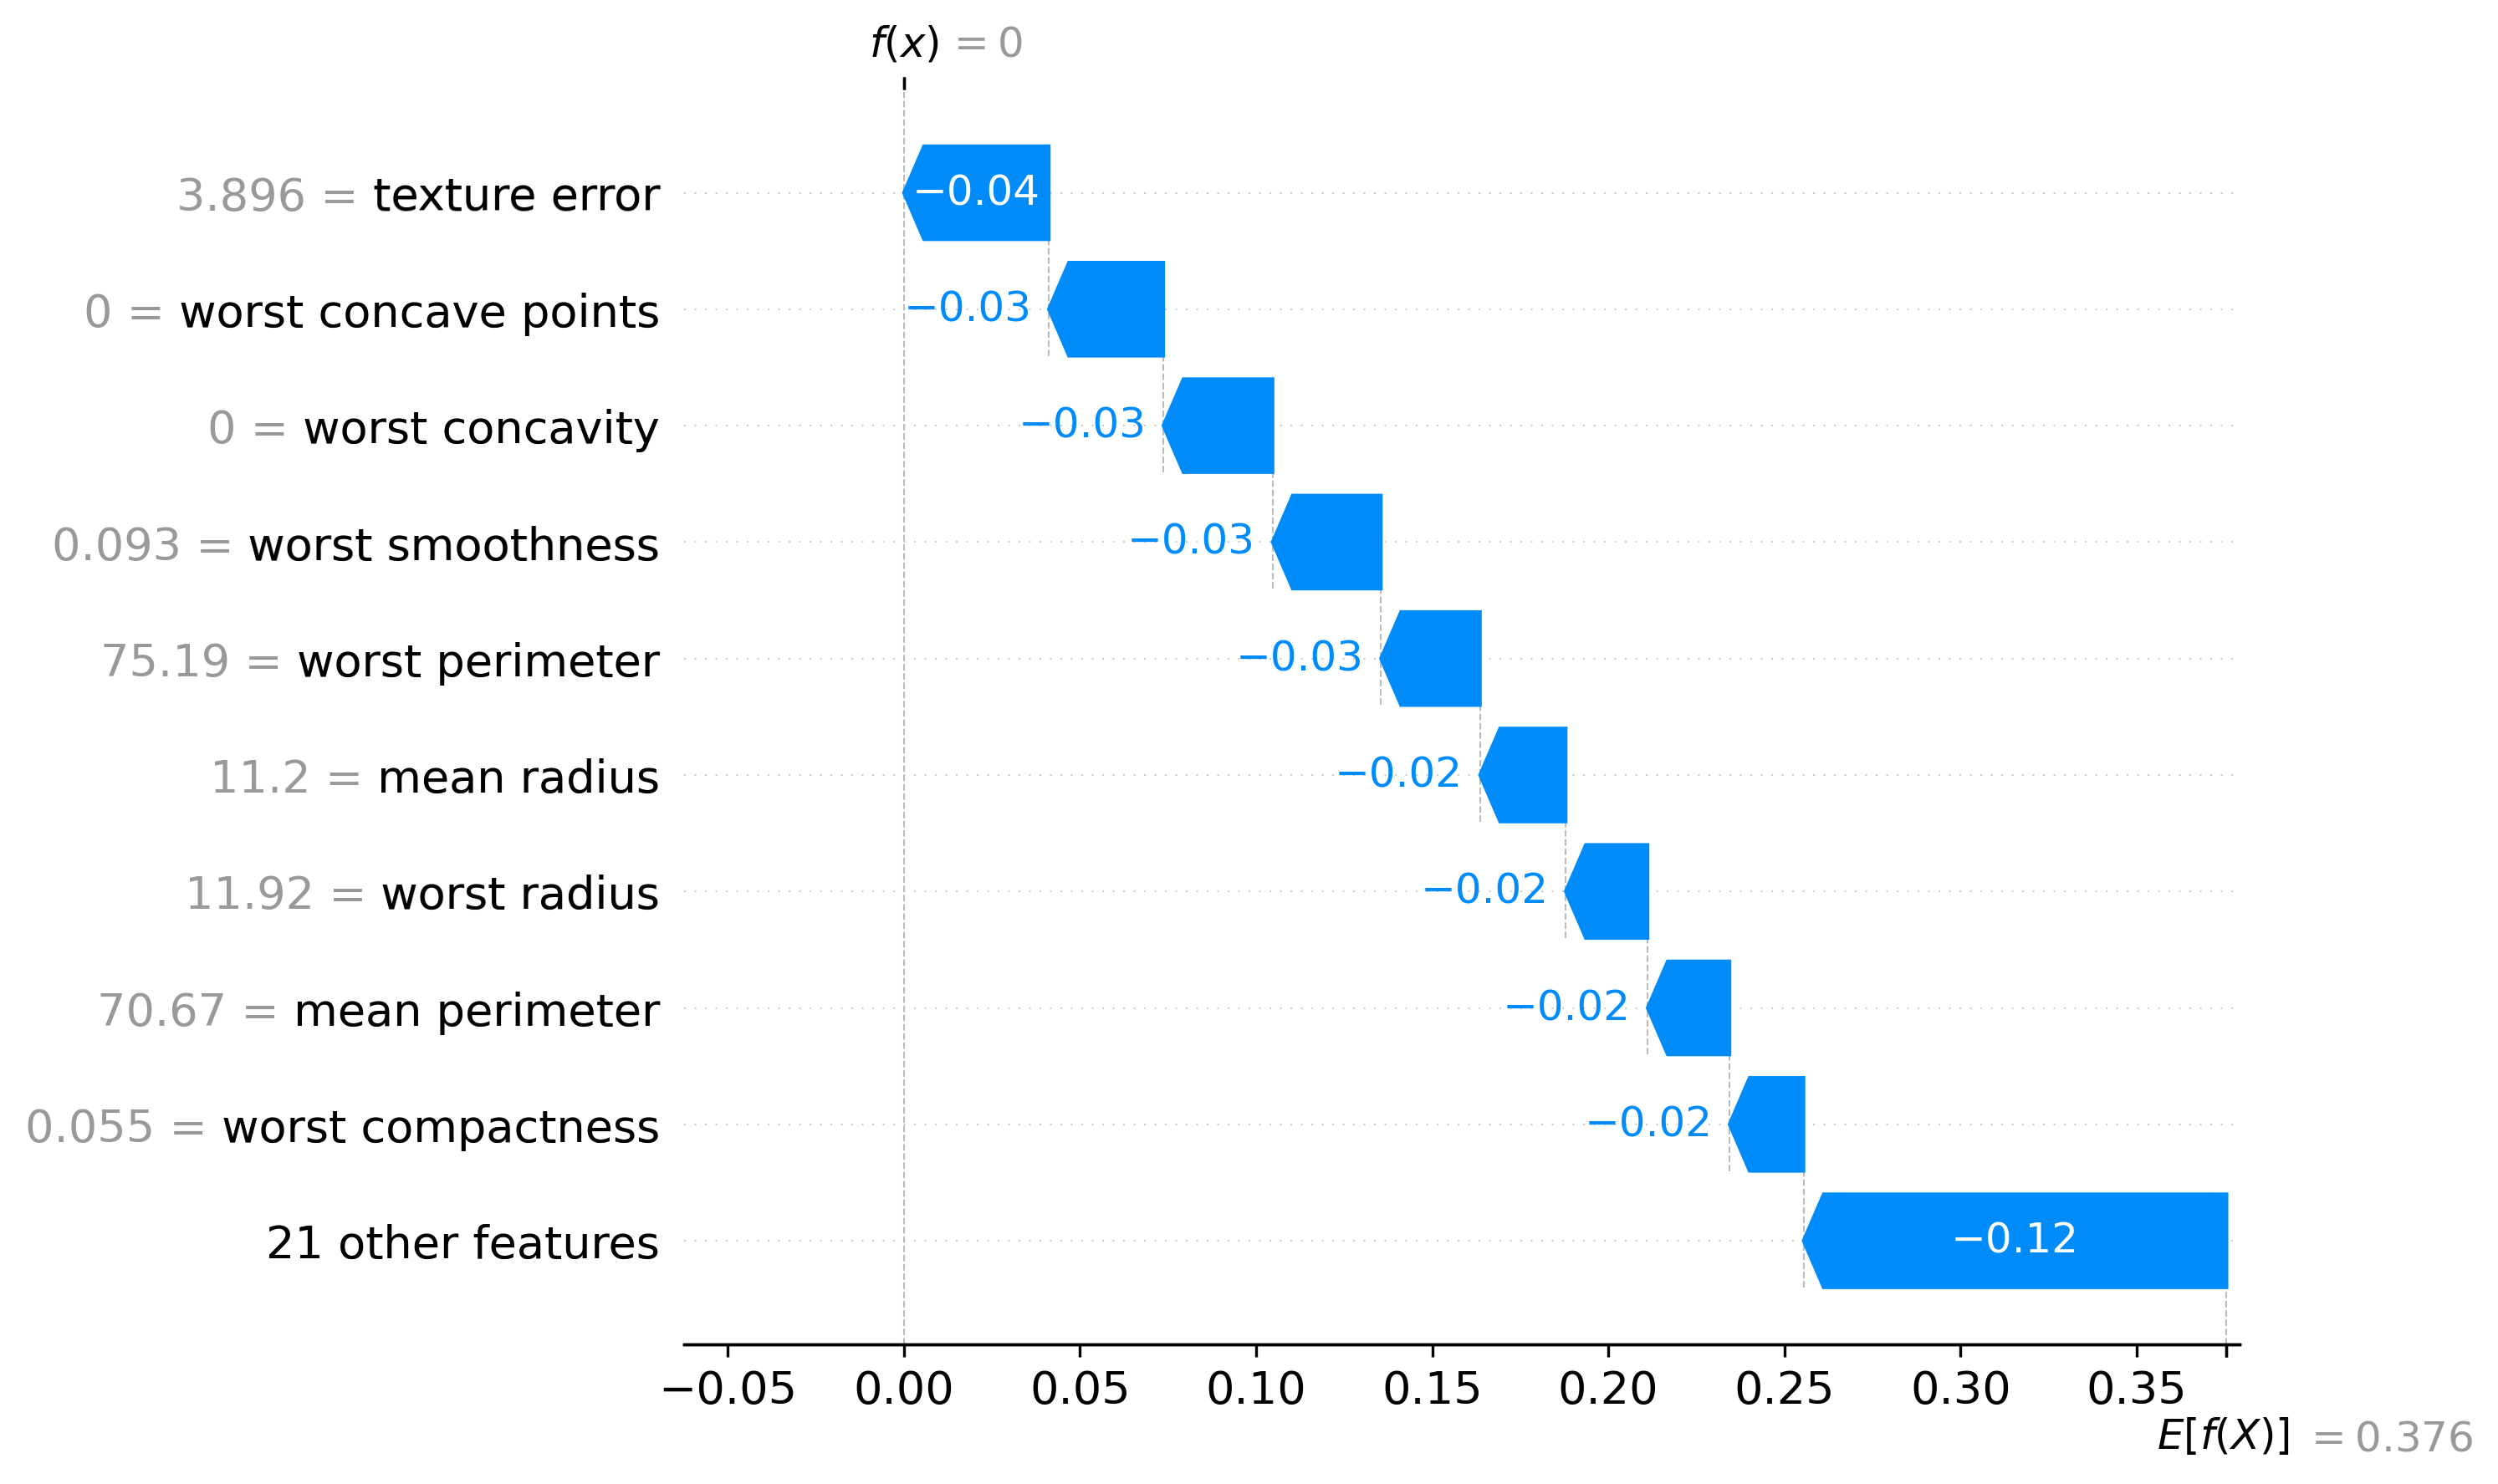 f(x) = 0
3.896 = texture error
−0.04
0 = worst concave points
−0.03
0 = worst concavity
−0.03
0.093 = worst smoothness
−0.03
75.19 = worst perimeter
−0.03
11.2 = mean radius
−0.02
11.92 = worst radius
−0.02
70.67 = mean perimeter
−0.02
0.055 = worst compactness
−0.02
21 other features
−0.12
−0.05 0.00 0.05 0.10 0.15 0.20 0.25 0.30 0.35
E[f(X)] = 0.376